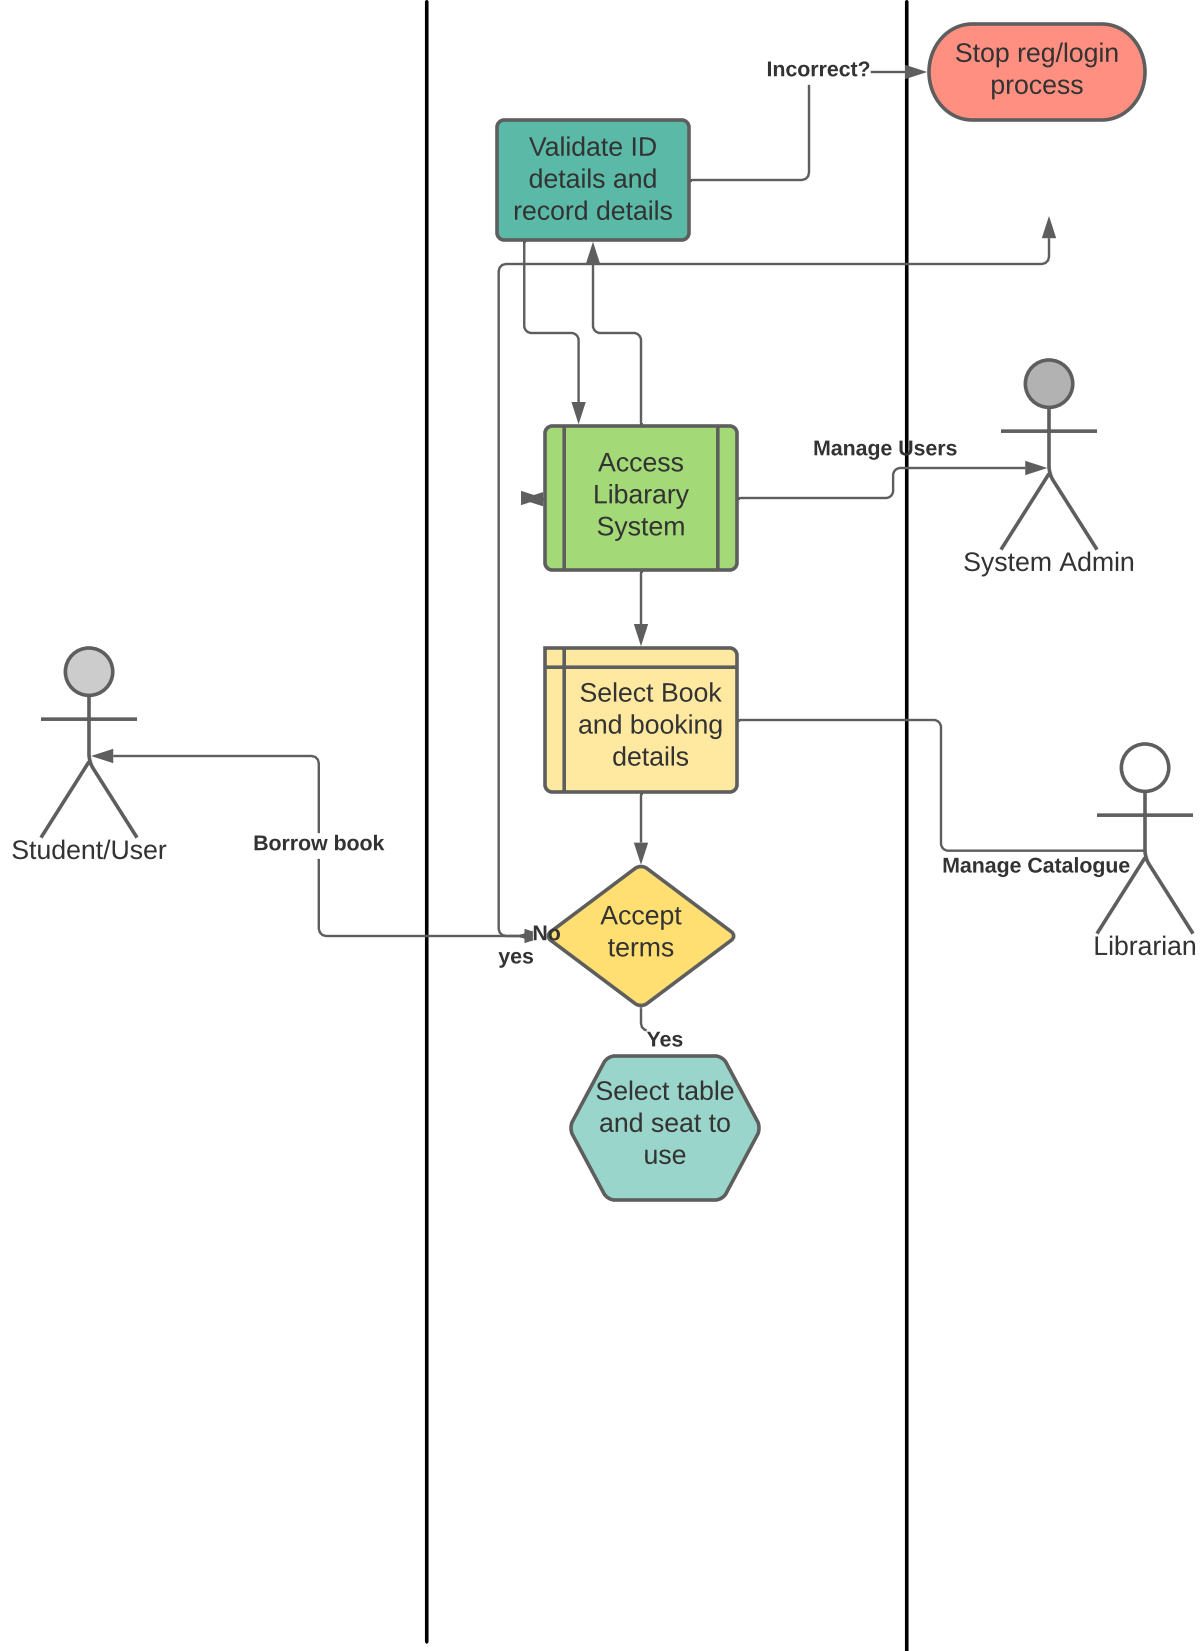 Incorrect?
Stop reg/login
process
Validate ID
details and
record details
Manage Users
Access
Libarary
System
System Admin
Select Book
and booking
details
Student/User
Borrow book
Manage Catalogue
Librarian
No
yes
Accept
terms
Yes
Select table
and seat to
use